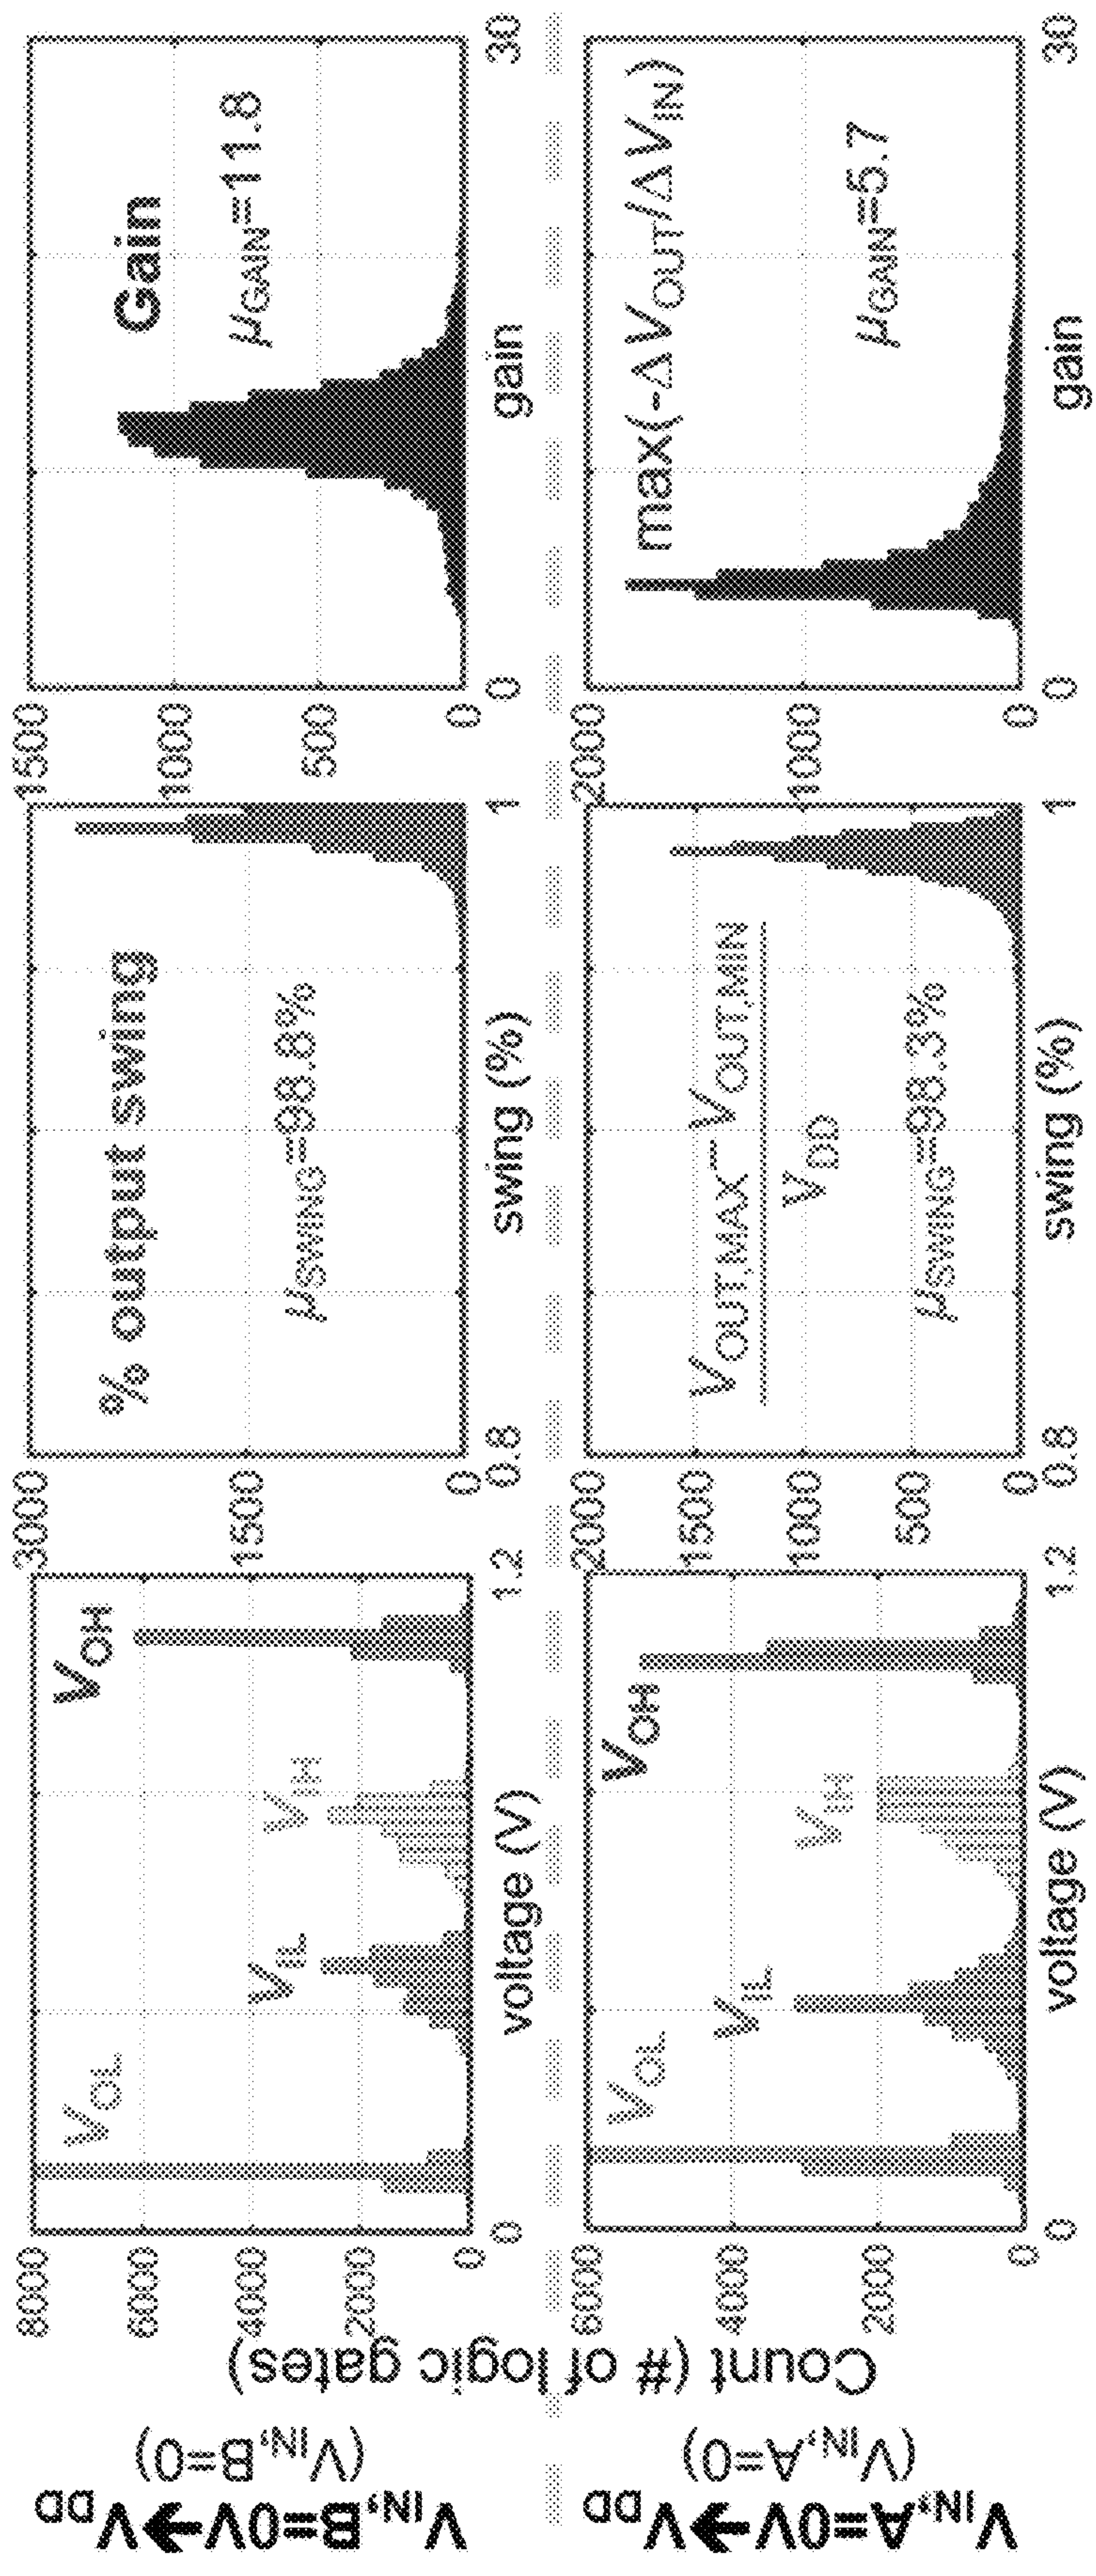 V_IN,B=0V→V_DD
(V_IN,B=0)
V_IN,A=0V→V_DD
(V_IN,A=0)
Count (# of logic gates)
8000
6000
4000
2000
0
V_OL
V_IL
V_IH
V_OH
0
1.2
voltage (V)
3000
1500
0
% output swing
μ_SWING=98.8%
0.8
1
swing (%)
1500
1000
500
0
Gain
μ_GAIN=11.8
0
30
gain
6000
4000
2000
0
V_OL
V_IL
V_IH
V_OH
0
1.2
voltage (V)
2000
1500
1000
500
0
V_OUT,MAX−V_OUT,MIN
V_DD
μ_SWING=98.3%
0.8
1
swing (%)
2000
1000
0
max(-ΔV_OUT/ΔV_IN)
μ_GAIN=5.7
0
30
gain